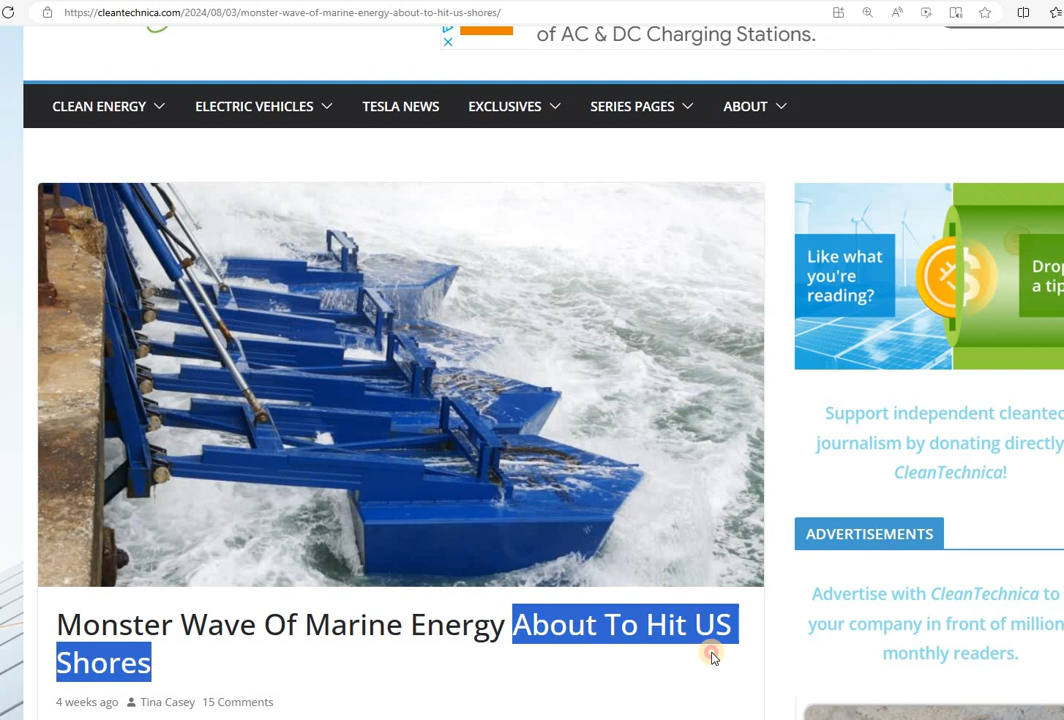 https://cleantechnica.com/2024/08/03/monster-wave-of-marine-energy-about-to-hit-us-shores/
of AC & DC Charging Stations.
CLEAN ENERGY ELECTRIC VEHICLES TESLA NEWS EXCLUSIVES SERIES PAGES ABOUT
Like what
you're
reading?
Drop
a tip
Support independent cleantec
journalism by donating directly
CleanTechnica!
ADVERTISEMENTS
Advertise with CleanTechnica to
your company in front of million
monthly readers.
Monster Wave Of Marine Energy About To Hit US
Shores
4 weeks ago Tina Casey 15 Comments